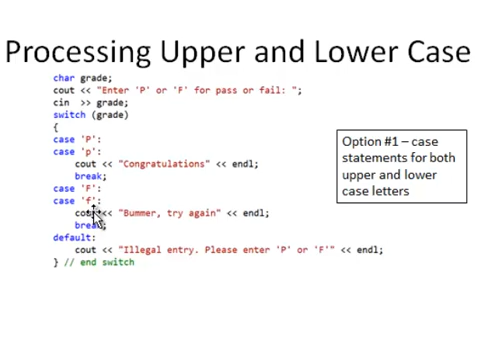 Processing Upper and Lower Case
char grade;
cout << "Enter 'P' or 'F' for pass or fail: ";
cin >> grade;
switch (grade)
{
case 'P':
case 'p':
cout << "Congratulations" << endl;
break;
case 'F':
case 'f':
cout << "Bummer, try again" << endl;
break;
default:
cout << "Illegal entry. Please enter 'P' or 'F'" << endl;
} // end switch
Option #1 – case
statements for both
upper and lower
case letters